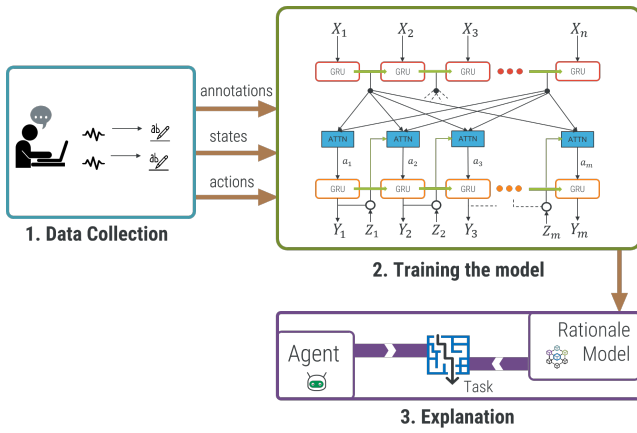 X₁ X₂ X₃ Xₙ
GRU GRU GRU GRU
annotations
states
actions
ab
ab
ATTN ATTN ATTN ATTN
a₁ a₂ a₃ aₘ
GRU GRU GRU GRU
Y₁ Z₁ Y₂ Z₂ Y₃ Zₘ Yₘ
1. Data Collection
2. Training the model
Agent
Task
Rationale
Model
3. Explanation